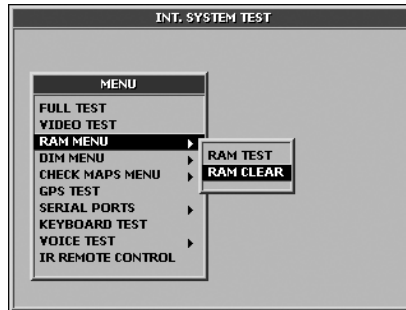 INT. SYSTEM TEST
MENU
FULL TEST
VIDEO TEST
RAM MENU
DIM MENU
CHECK MAPS MENU
GPS TEST
SERIAL PORTS
KEYBOARD TEST
VOICE TEST
IR REMOTE CONTROL
RAM TEST
RAM CLEAR